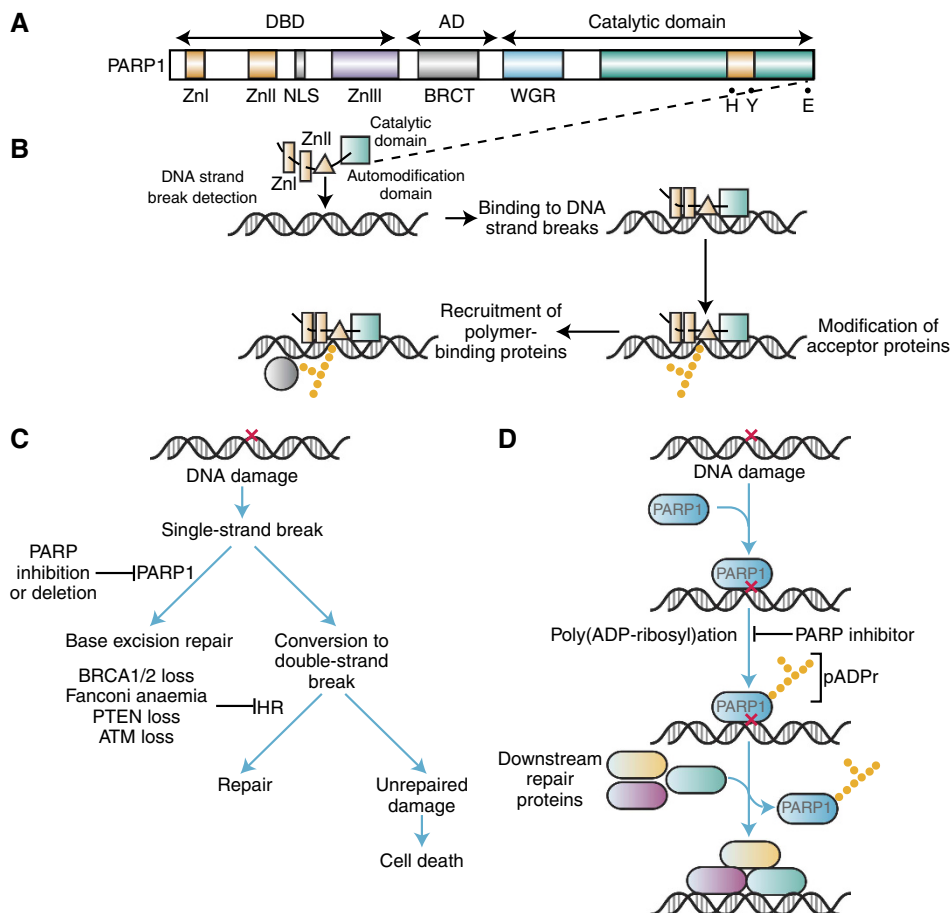 A
DBD
AD
Catalytic domain
PARP1
ZnI
ZnII
NLS
ZnIII
BRCT
WGR
H
Y
E
B
ZnII
Catalytic
domain
ZnI
DNA strand
break detection
Automodification
domain
Binding to DNA
strand breaks
Recruitment of
polymer-
binding proteins
Modification of
acceptor proteins
C
DNA damage
Single-strand break
PARP
inhibition
or deletion
PARP1
Base excision repair
Conversion to
double-strand
break
BRCA1/2 loss
Fanconi anaemia
PTEN loss
ATM loss
HR
Repair
Unrepaired
damage
Cell death
D
DNA damage
PARP1
PARP1
Poly(ADP-ribosyl)ation
PARP inhibitor
pADPr
PARP1
Downstream
repair
proteins
PARP1